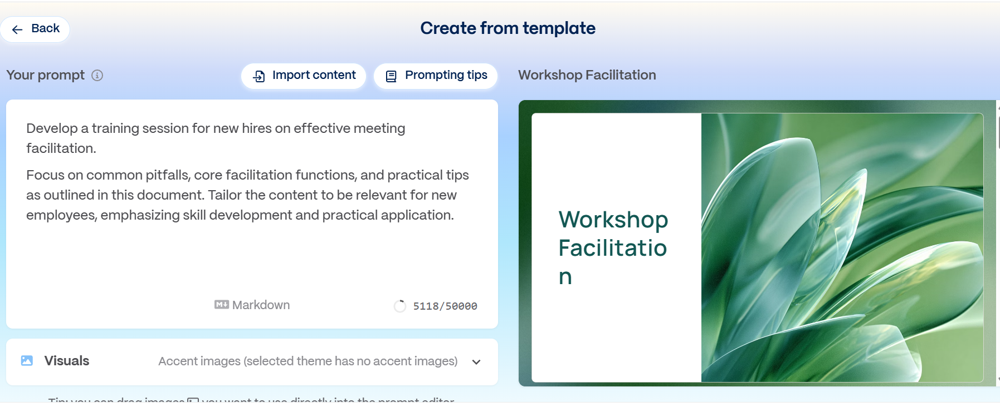 Back
Create from template
Your prompt
Import content
Prompting tips
Workshop Facilitation
Develop a training session for new hires on effective meeting
facilitation.
Focus on common pitfalls, core facilitation functions, and practical tips
as outlined in this document. Tailor the content to be relevant for new
employees, emphasizing skill development and practical application.
Markdown
5118/50000
Visuals
Accent images (selected theme has no accent images)
Tip: you can drag images you want to use directly into the prompt editor
Workshop
Facilitatio
n